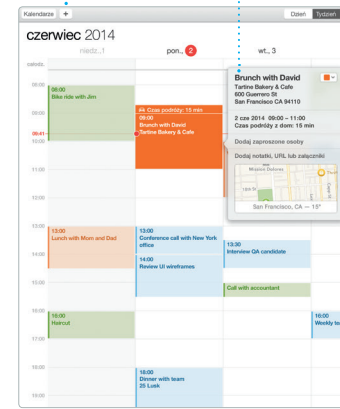 Kalendarze +
Dzień Tydzień
czerwiec 2014
niedz., 1
pon., 2
wt., 3
całodz.
08:00
08:00
Bike ride with Jim
09:00
Czas podróży: 15 min
09:00
Brunch with David
Tartine Bakery & Cafe
09:41
10:00
11:00
Brunch with David
Tartine Bakery & Cafe
600 Guerrero St
San Francisco CA 94110
2 cze 2014 09:00 – 11:00
Czas podróży z domu: 15 min
Dodaj zaproszone osoby
Dodaj notatki, URL lub załączniki
Mission Dolores
San Francisco, CA — 15°
13:00
13:00
Lunch with Mom and Dad
13:00
Conference call with New York
office
13:30
Interview QA candidate
14:00
14:00
Review UI wireframes
15:00
Call with accountant
16:00
16:00
Haircut
16:00
Weekly te
17:00
18:00
18:00
Dinner with team
25 Lusk
19:00